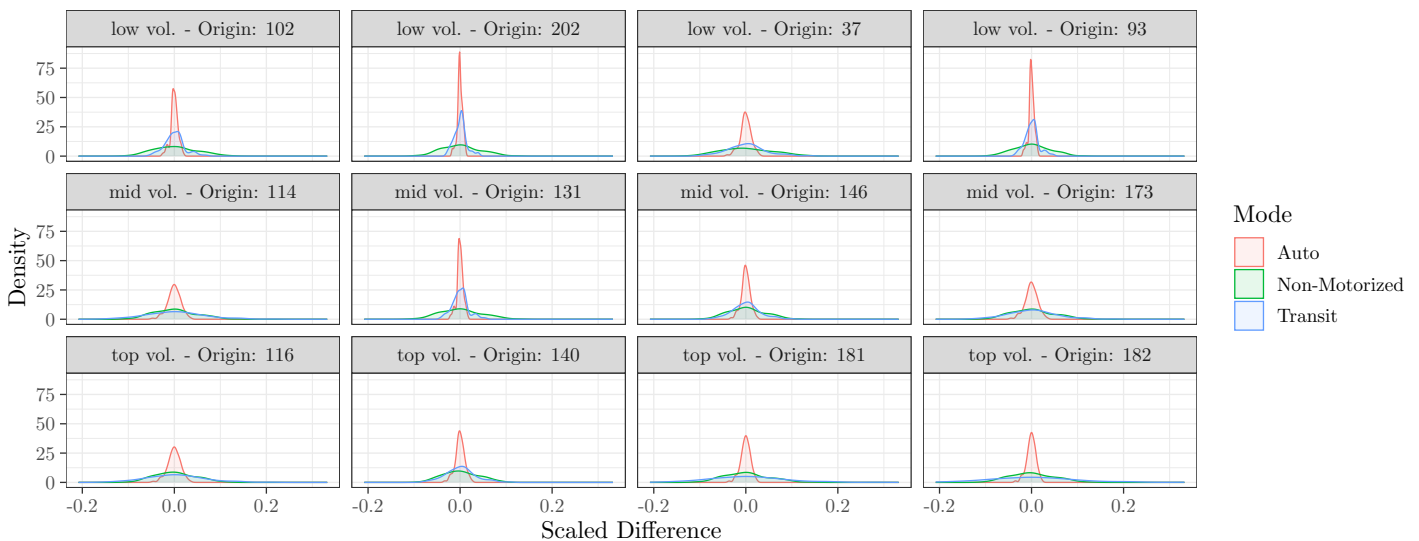 low vol. - Origin: 102
low vol. - Origin: 202
low vol. - Origin: 37
low vol. - Origin: 93
75
50
25
0
mid vol. - Origin: 114
mid vol. - Origin: 131
mid vol. - Origin: 146
mid vol. - Origin: 173
75
50
25
0
top vol. - Origin: 116
top vol. - Origin: 140
top vol. - Origin: 181
top vol. - Origin: 182
75
50
25
0
-0.2 0.0 0.2
-0.2 0.0 0.2
-0.2 0.0 0.2
-0.2 0.0 0.2
Density
Scaled Difference
Mode
Auto
Non-Motorized
Transit